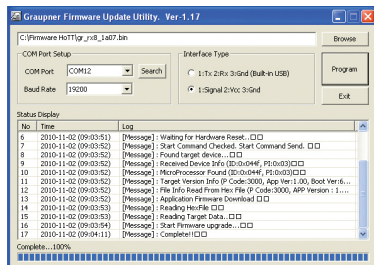 Graupner Firmware Update Utility. Ver-1.17
C:\Firmware HoTT\gr_rx8_1a07.bin
Browse
COM Port Setup
Interface Type
COM Port COM12 Search
1:Tx 2:Rx 3:Gnd (Built-in USB)
Program
Baud Rate 19200
1:Signal 2:Vcc 3:Gnd
Exit
Status Display
No Time Log
6 2010-11-02 (09:03:51) [Message] : Waiting for Hardware Reset..□□
7 2010-11-02 (09:03:51) [Message] : Start Command Checked. Start Command Send. □□
8 2010-11-02 (09:03:52) [Message] : Found target device...□□
9 2010-11-02 (09:03:52) [Message] : Received Device Info (ID:0x044f, PI:0x03)□□
10 2010-11-02 (09:03:52) [Message] : MicroProcessor Found (ID:0x044f, PI:0x03)□□
11 2010-11-02 (09:03:52) [Message] : Target Version Info (P Code:3000, App Ver:1.00, Boot Ver:6...
12 2010-11-02 (09:03:52) [Message] : File Info Read From Hex File (P Code:3000, APP Version : 1....
13 2010-11-02 (09:03:52) [Message] : Application Firmware Download □□
14 2010-11-02 (09:03:53) [Message] : Reading HexFile □□
15 2010-11-02 (09:03:53) [Message] : Reading Target Data..□□
16 2010-11-02 (09:03:54) [Message] : Start Firmware upgrade...□□
17 2010-11-02 (09:04:11) [Message] : Complete!!□□
Complete...100%